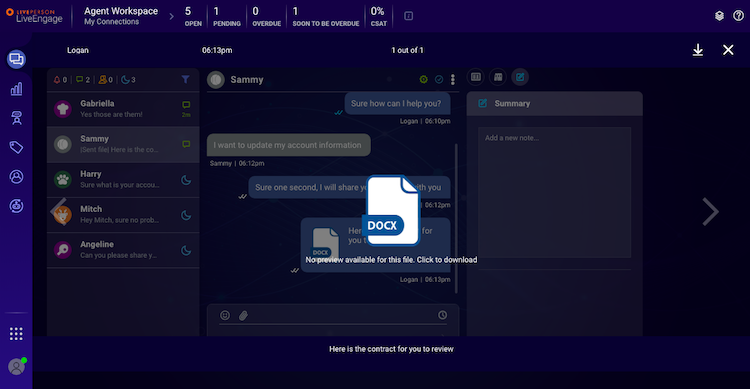 LIVEPERSON
LiveEngage
Agent Workspace
My Connections
5
OPEN
1
PENDING
0
OVERDUE
1
SOON TO BE OVERDUE
0%
CSAT
Logan
06:13pm
1 out of 1
0
2
0
3
Sammy
Gabriella
Yes those are them!
2m
Sammy
(Sent file) Here is the co...
Harry
Sure what is your accou...
Mitch
Hey Mitch, sure no prob...
Angeline
Can you please share y...
Sure how can I help you?
Logan | 06:10pm
I want to update my account information
Sammy | 06:12pm
Sure one second, I will share yo
with you
06:12pm
Her
for
you t
DOCX
DOCX
No preview available for this file. Click to download
Logan | 06:13pm
Summary
Add a new note...
Here is the contract for you to review